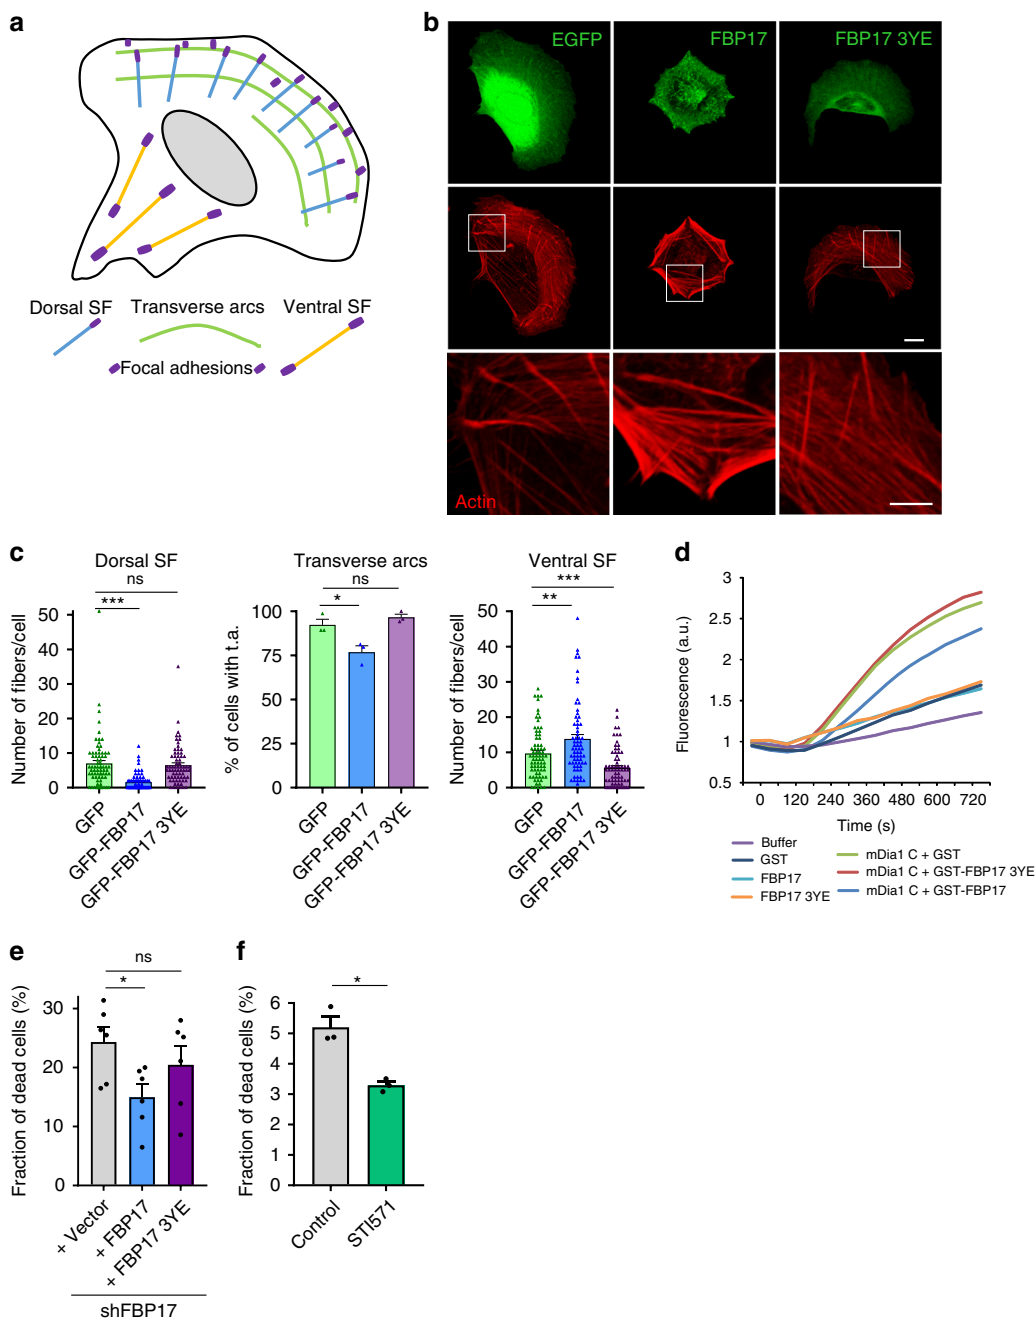 a
Dorsal SF
Transverse arcs
Ventral SF
Focal adhesions
b
EGFP
FBP17
FBP17 3YE
Actin
c
Dorsal SF
ns
***
Number of fibers/cell
50
40
30
20
10
0
GFP
GFP-FBP17
GFP-FBP17 3YE
Transverse arcs
ns
*
% of cells with t.a.
100
75
50
25
0
GFP
GFP-FBP17
GFP-FBP17 3YE
Ventral SF
***
**
Number of fibers/cell
50
40
30
20
10
0
GFP
GFP-FBP17
GFP-FBP17 3YE
d
Fluorescence (a.u.)
3
2.5
2
1.5
1
0.5
0 120 240 360 480 600 720
Time (s)
Buffer
GST
FBP17
FBP17 3YE
mDia1 C + GST
mDia1 C + GST-FBP17 3YE
mDia1 C + GST-FBP17
e
ns
*
Fraction of dead cells (%)
30
20
10
0
+ Vector
+ FBP17
+ FBP17 3YE
shFBP17
f
*
Fraction of dead cells (%)
6
5
4
3
2
1
0
Control
STI571